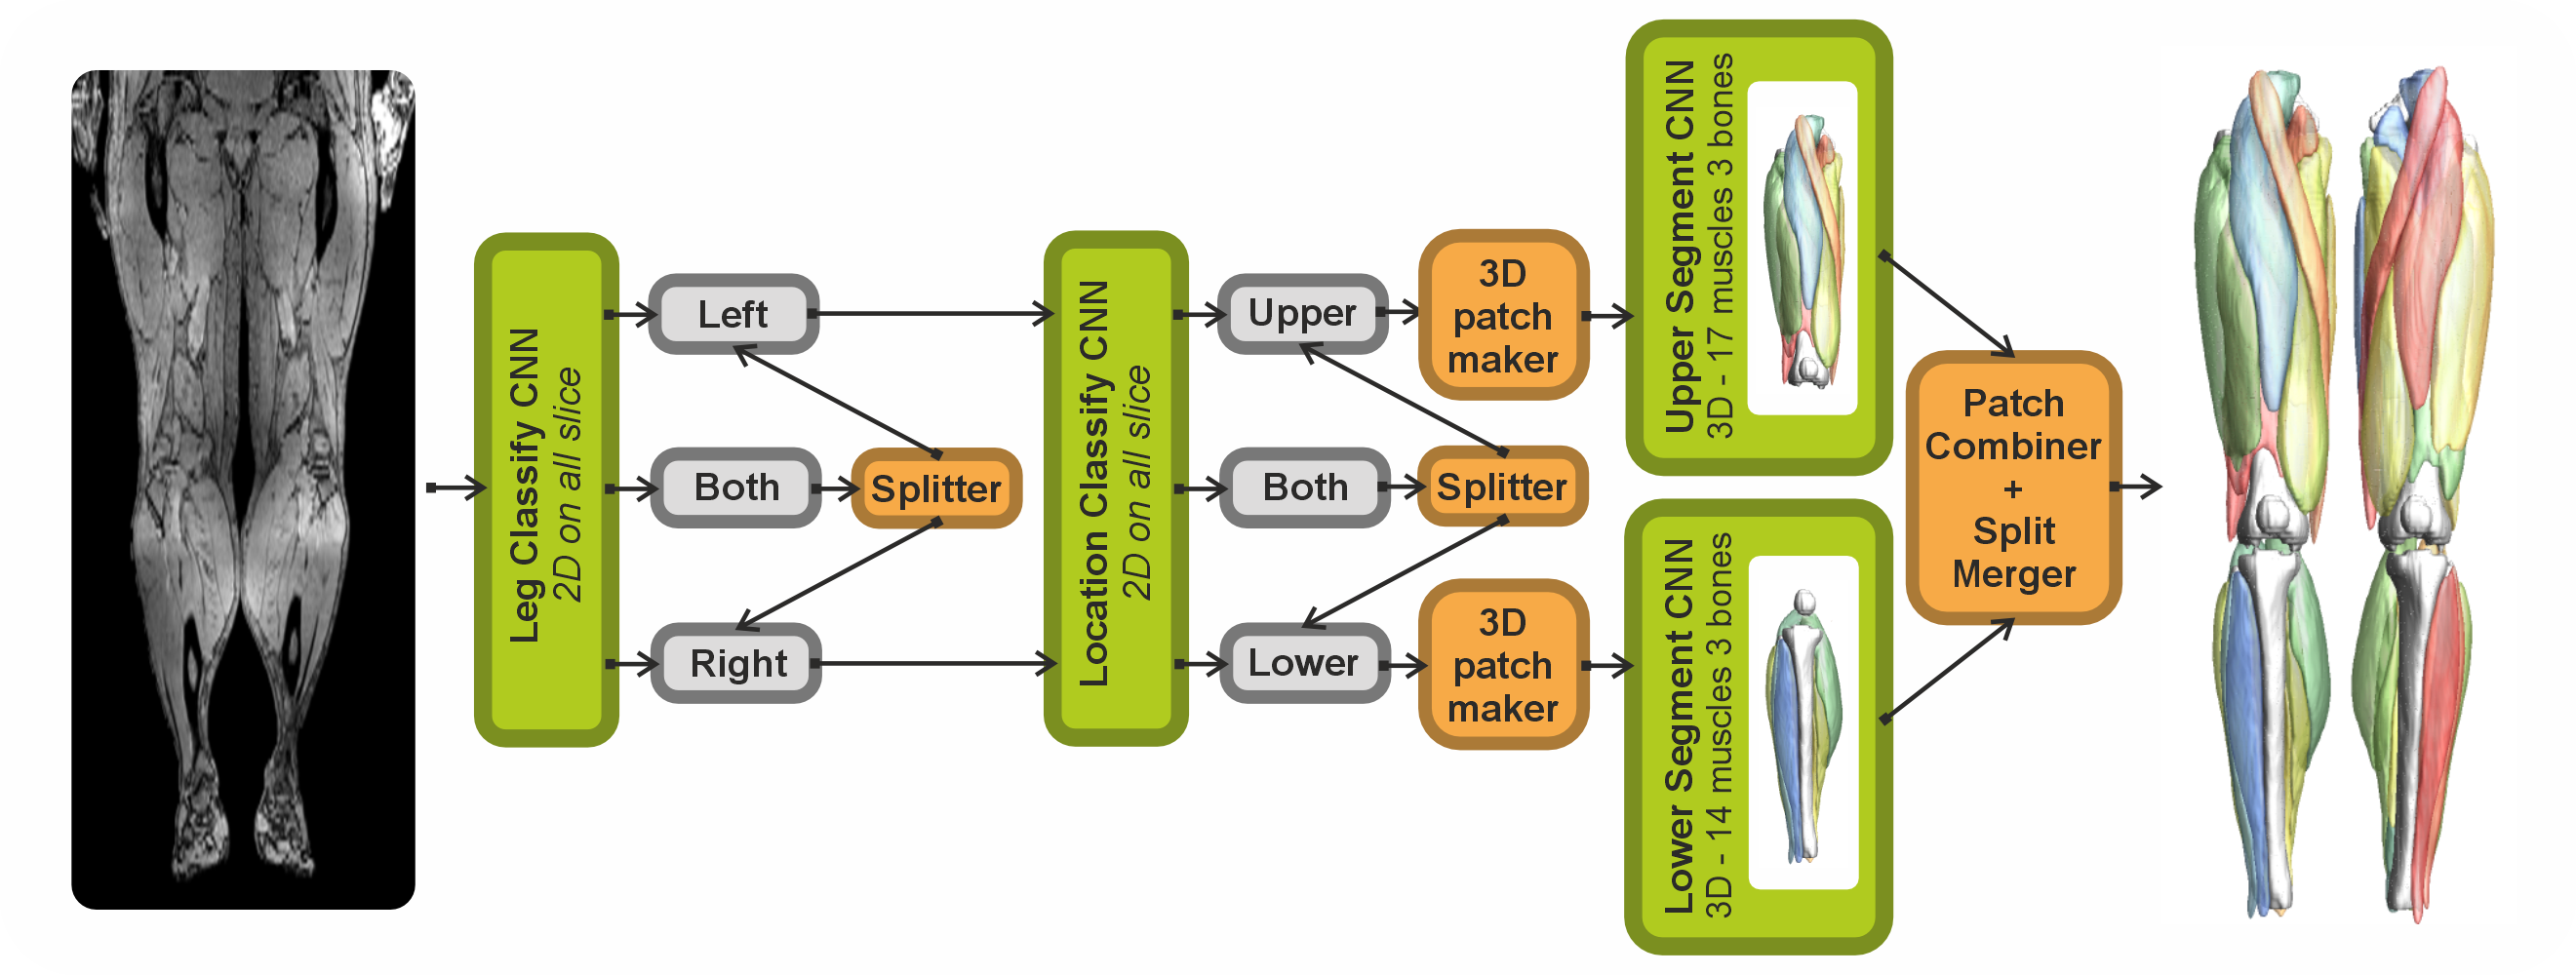 Leg Classify CNN
2D on all slice
Left
Both
Right
Splitter
Location Classify CNN
2D on all slice
Upper
Both
Lower
Splitter
3D
patch
maker
3D
patch
maker
Upper Segment CNN
3D - 17 muscles 3 bones
Lower Segment CNN
3D - 14 muscles 3 bones
Patch
Combiner
+
Split
Merger